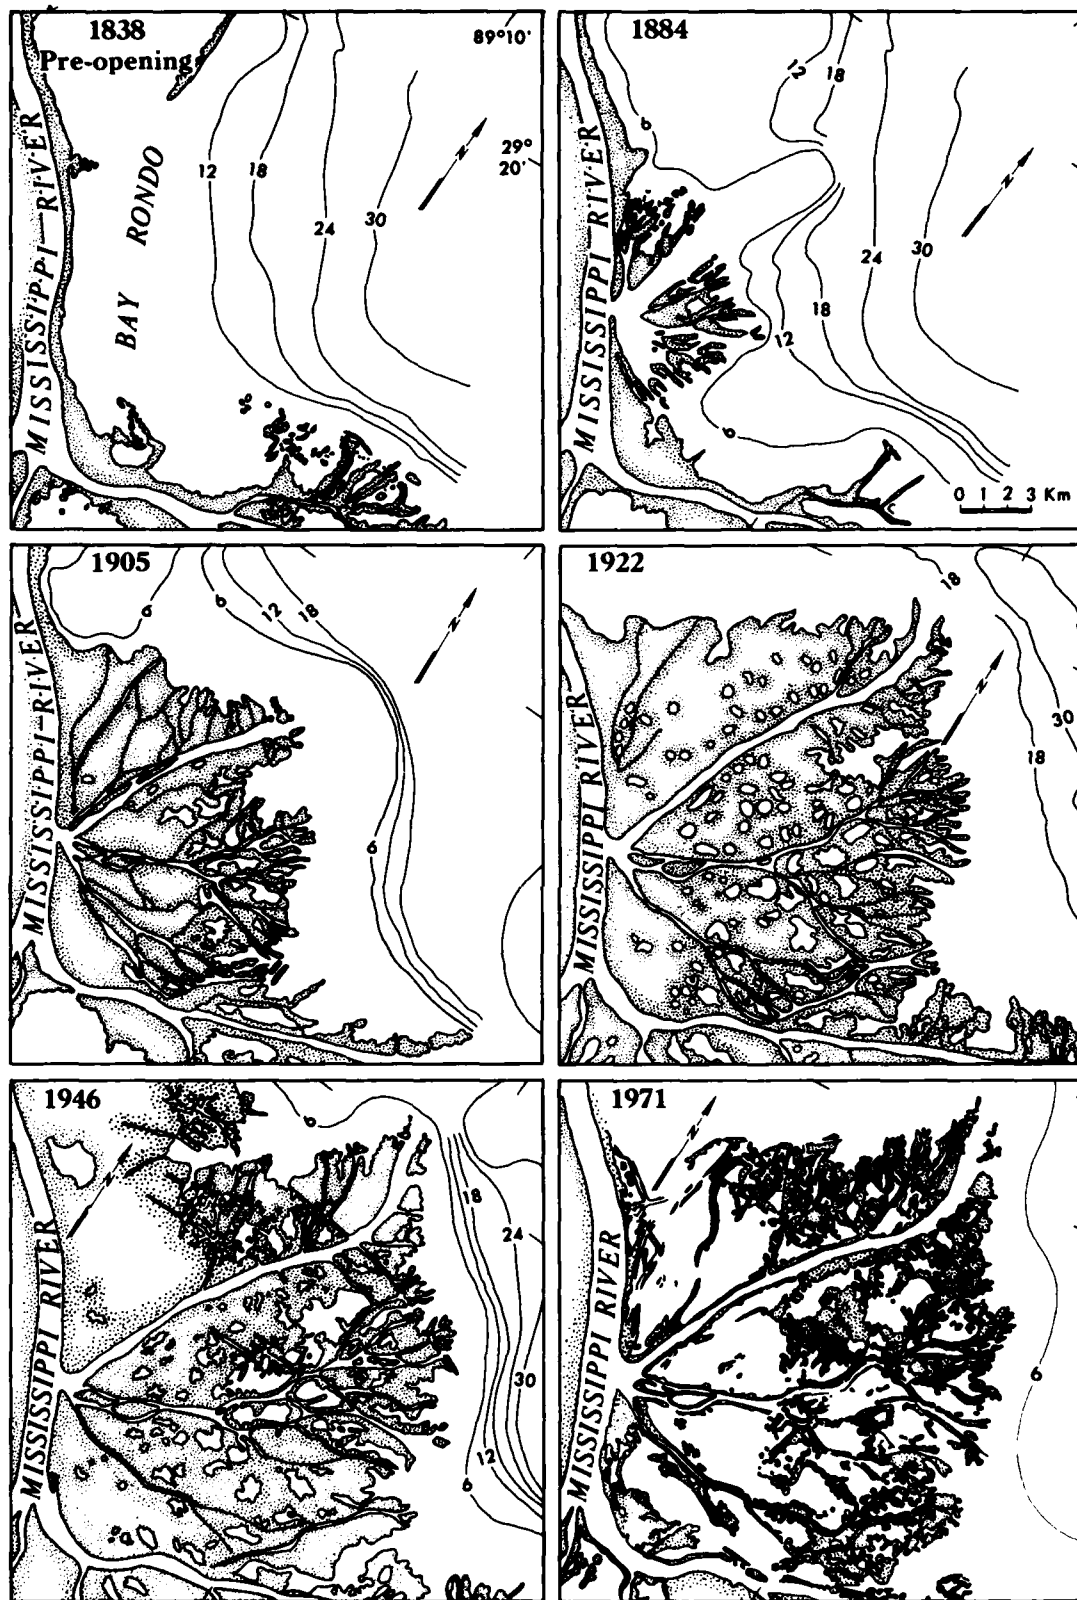 1838
Pre-opening
89°10'
29°
20'
MISSISSIPPI RIVER
BAY RONDO
12
18
24
30
N
1884
MISSISSIPPI RIVER
6
12
18
24
30
18
12
6
N
0 1 2 3 Km
1905
MISSISSIPPI RIVER
6
6
12
18
6
N
1922
MISSISSIPPI RIVER
18
30
18
N
1946
MISSISSIPPI RIVER
6
18
24
30
12
6
N
1971
MISSISSIPPI RIVER
6
N